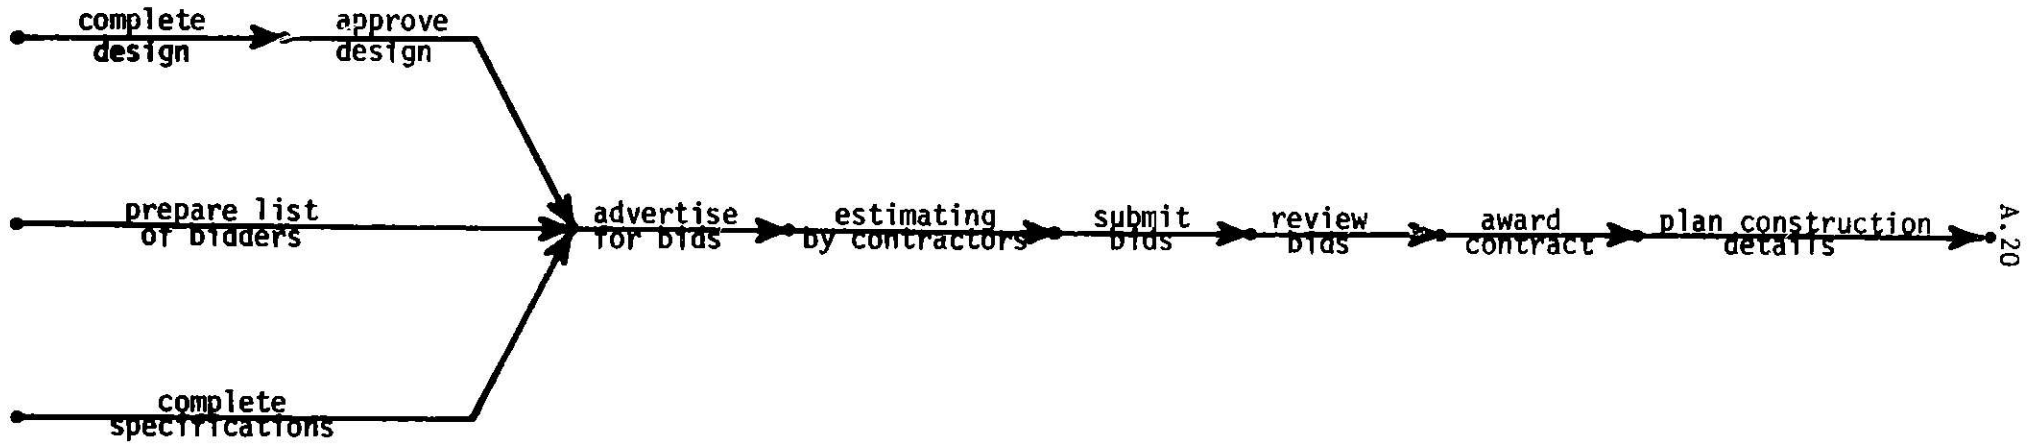 complete
design
approve
design
prepare list
of bidders
complete
specifications
advertise
for bids
estimating
by contractors
submit
bids
review
bids
award
contract
plan construction
details
A.20